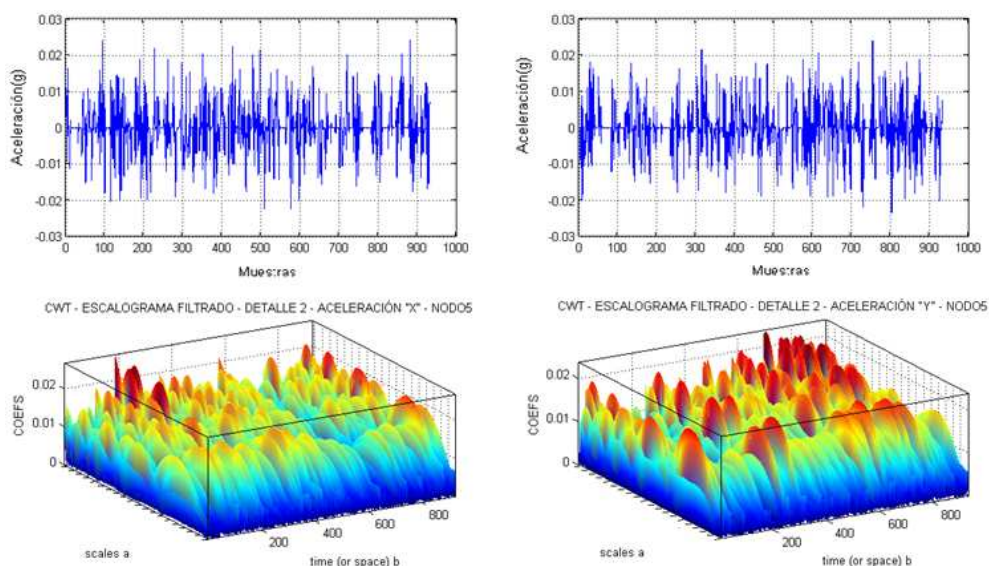 0.03
0.02
0.01
0
-0.01
-0.02
-0.03
Aceleración(g)
0 100 200 300 400 500 600 700 800 900 1000
Muestras
0.03
0.02
0.01
0
-0.01
-0.02
-0.03
Aceleración(g)
0 100 200 300 400 500 600 700 800 900 1000
Muestras
CWT - ESCALOGRAMA FILTRADO - DETALLE 2 - ACELERACIÓN "X" - NODO5
0.02
0.01
0
COEFS
200 400 600 800
scales a
time (or space) b
CWT - ESCALOGRAMA FILTRADO - DETALLE 2 - ACELERACIÓN "Y" - NODO5
0.02
0.01
0
COEFS
200 400 600 800
scales a
time (or space) b